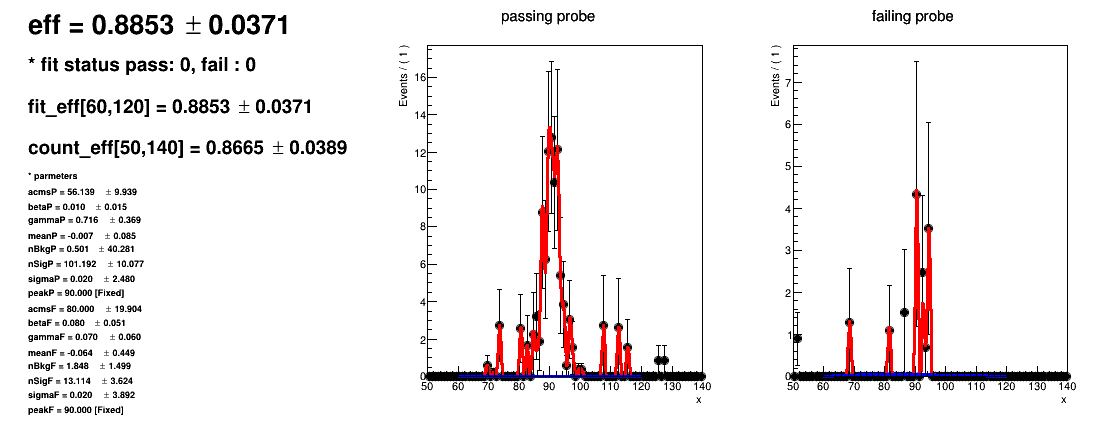 eff = 0.8853 ± 0.0371
* fit status pass: 0, fail : 0
fit_eff[60,120] = 0.8853 ± 0.0371
count_eff[50,140] = 0.8665 ± 0.0389
* parmeters
acmsP = 56.139 ± 9.939
betaP = 0.010 ± 0.015
gammaP = 0.716 ± 0.369
meanP = -0.007 ± 0.085
nBkgP = 0.501 ± 40.281
nSigP = 101.192 ± 10.077
sigmaP = 0.020 ± 2.480
peakP = 90.000 [Fixed]
acmsF = 80.000 ± 19.904
betaF = 0.080 ± 0.051
gammaF = 0.070 ± 0.060
meanF = -0.064 ± 0.449
nBkgF = 1.848 ± 1.499
nSigF = 13.114 ± 3.624
sigmaF = 0.020 ± 3.892
peakF = 90.000 [Fixed]
passing probe
Events / ( 1 )
16
14
12
10
8
6
4
2
0
50 60 70 80 90 100 110 120 130 140
x
failing probe
Events / ( 1 )
7
6
5
4
3
2
1
0
50 60 70 80 90 100 110 120 130 140
x